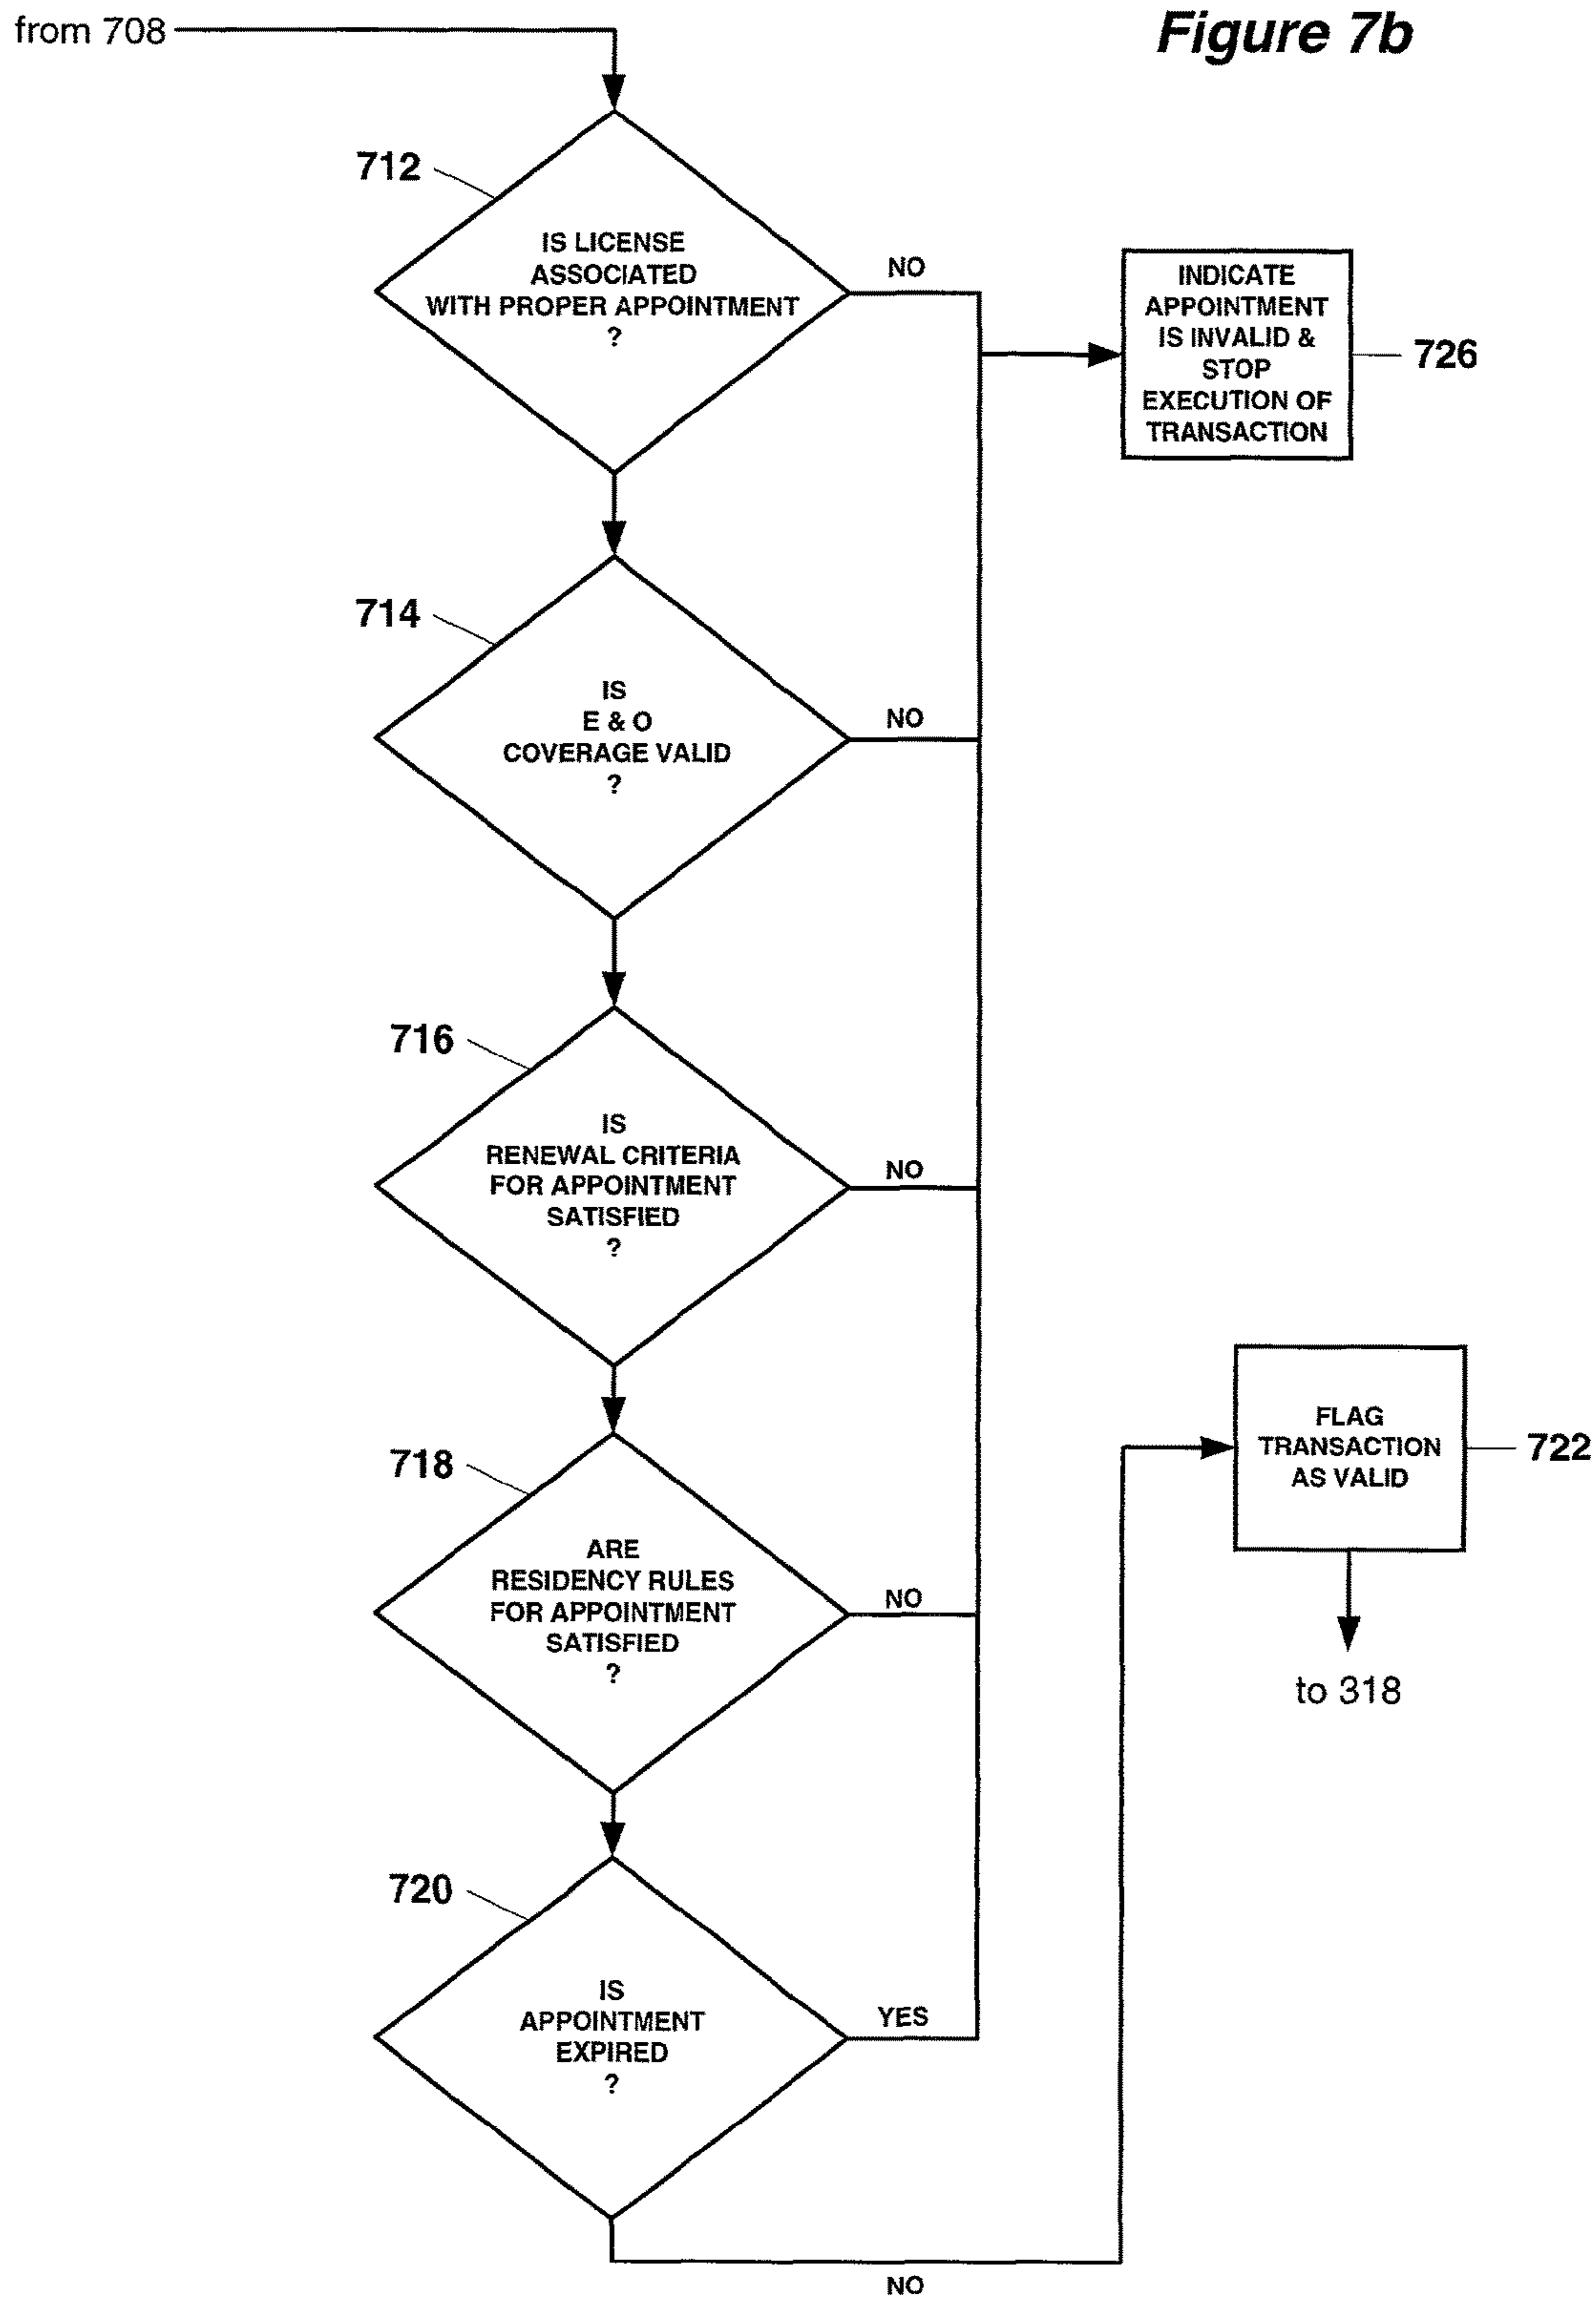 from 708
Figure 7b
712
IS LICENSE
ASSOCIATED
WITH PROPER APPOINTMENT
?
NO
INDICATE
APPOINTMENT
IS INVALID &
STOP
EXECUTION OF
TRANSACTION
726
714
IS
E & O
COVERAGE VALID
?
NO
716
IS
RENEWAL CRITERIA
FOR APPOINTMENT
SATISFIED
?
NO
718
ARE
RESIDENCY RULES
FOR APPOINTMENT
SATISFIED
?
NO
FLAG
TRANSACTION
AS VALID
722
to 318
720
IS
APPOINTMENT
EXPIRED
?
YES
NO